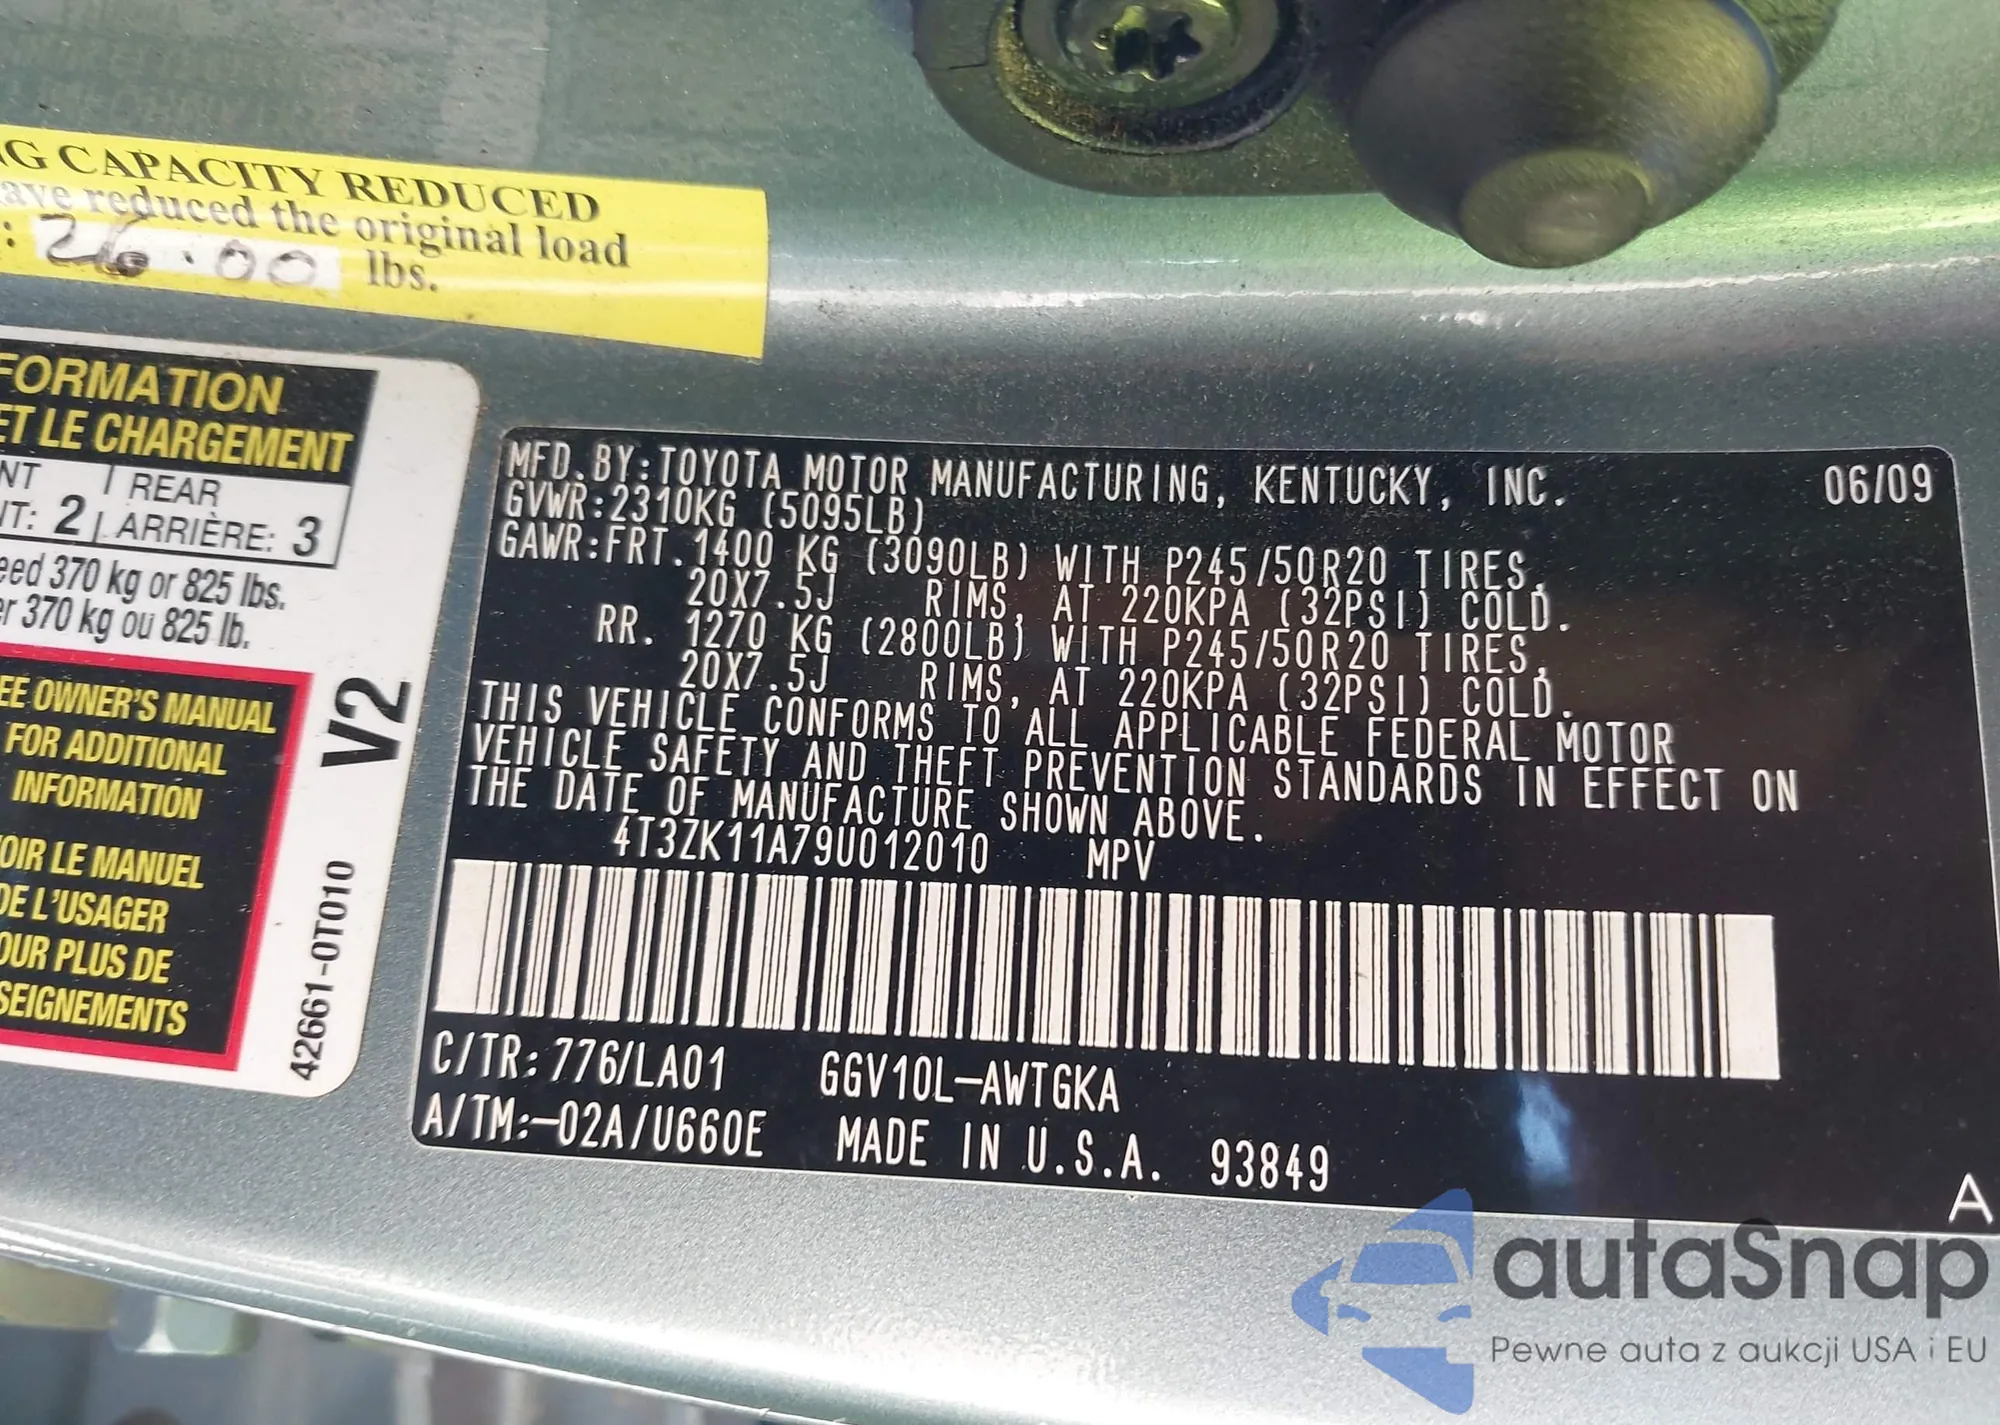 G CAPACITY REDUCED
ave reduced the original load
: 26.00 lbs.
FORMATION
ET LE CHARGEMENT
NT | REAR
NT: 2 | ARRIÈRE: 3
eed 370 kg or 825 lbs.
er 370 kg ou 825 lb.
EE OWNER'S MANUAL
FOR ADDITIONAL
INFORMATION
OIR LE MANUEL
DE L'USAGER
OUR PLUS DE
SEIGNEMENTS
V2
42661-0T010
MFD.BY:TOYOTA MOTOR MANUFACTURING, KENTUCKY, INC. 06/09
GVWR:2310KG (5095LB)
GAWR:FRT.1400 KG (3090LB) WITH P245/50R20 TIRES,
20X7.5J RIMS, AT 220KPA (32PSI) COLD.
RR. 1270 KG (2800LB) WITH P245/50R20 TIRES,
20X7.5J RIMS, AT 220KPA (32PSI) COLD.
THIS VEHICLE CONFORMS TO ALL APPLICABLE FEDERAL MOTOR
VEHICLE SAFETY AND THEFT PREVENTION STANDARDS IN EFFECT ON
THE DATE OF MANUFACTURE SHOWN ABOVE.
4T3ZK11A79U012010 MPV
C/TR:776/LA01 GGV10L-AWTGKA
A/TM:-02A/U660E MADE IN U.S.A. 93849
A
autaSnap
Pewne auta z aukcji USA i EU